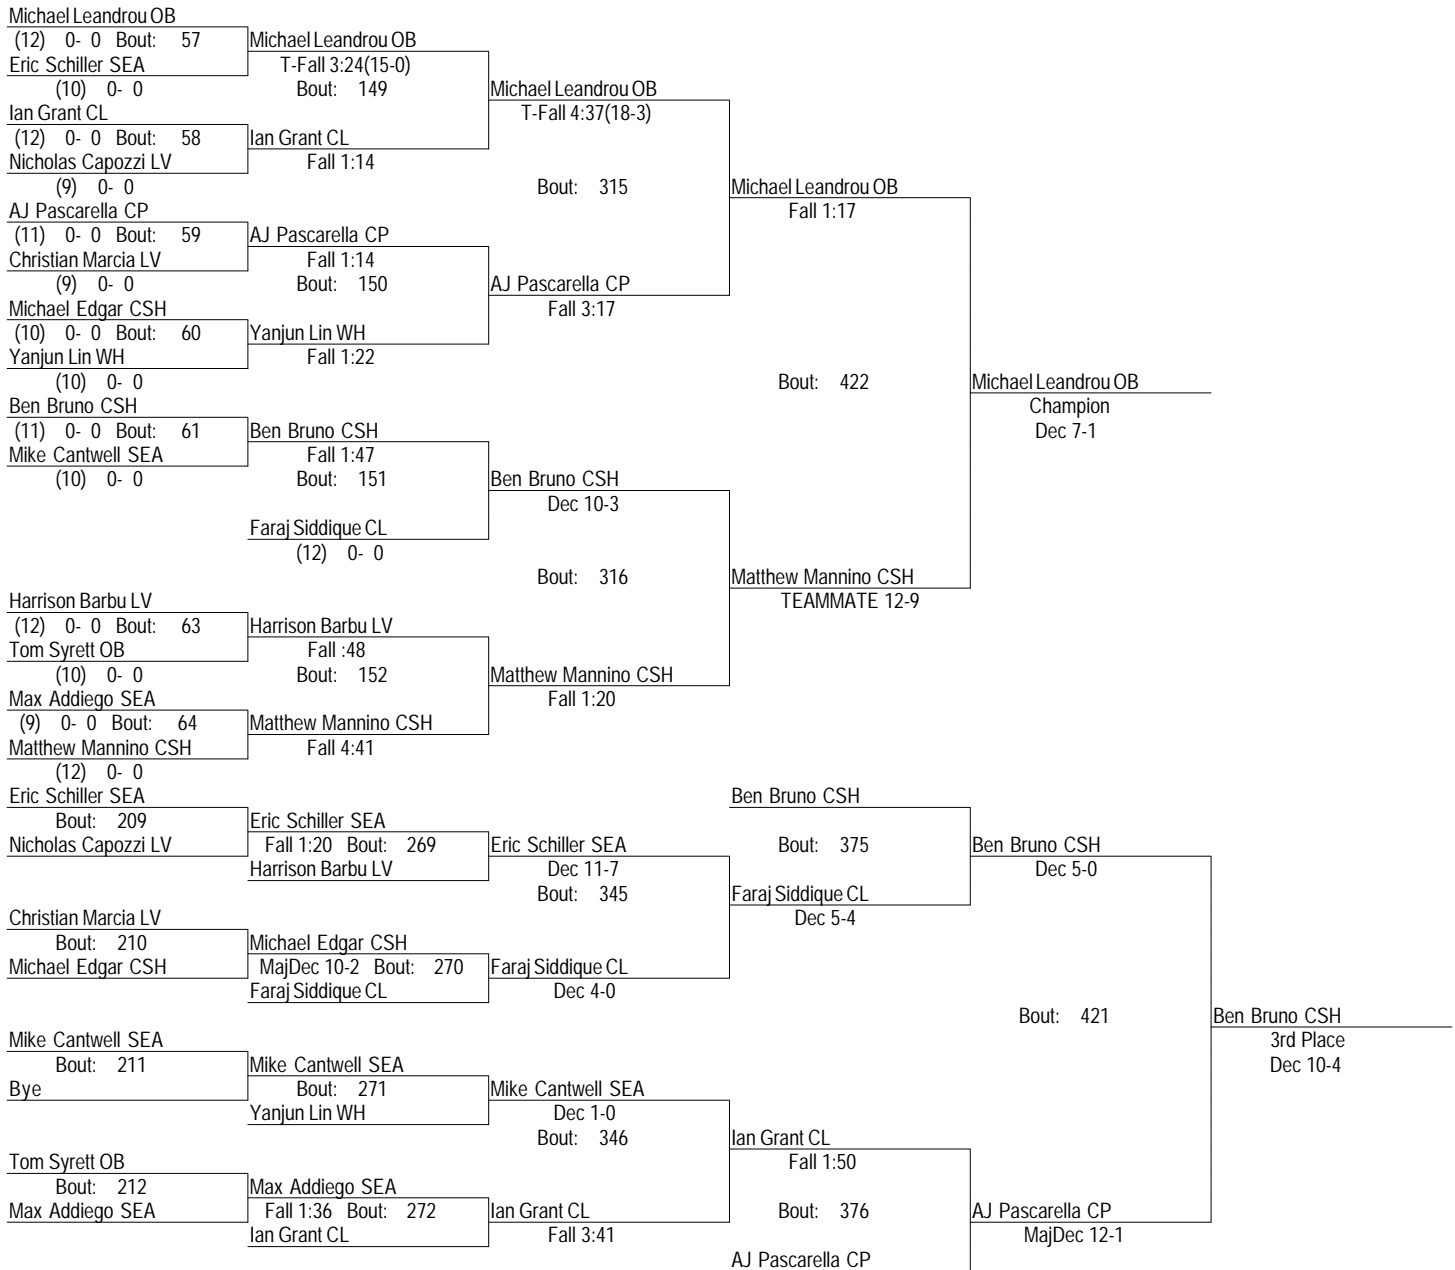 Michael Leandrou OB
(12) 0- 0 Bout: 57 Michael Leandrou OB
Eric Schiller SEA T-Fall 3:24(15-0)
(10) 0- 0 Bout: 149 Michael Leandrou OB
Ian Grant CL T-Fall 4:37(18-3)
(12) 0- 0 Bout: 58 Ian Grant CL
Nicholas Capozzi LV Fall 1:14
(9) 0- 0 Bout: 315 Michael Leandrou OB
AJ Pascarella CP Fall 1:17
(11) 0- 0 Bout: 59 AJ Pascarella CP
Christian Marcia LV Fall 1:14
(9) 0- 0 Bout: 150 AJ Pascarella CP
Michael Edgar CSH Fall 3:17
(10) 0- 0 Bout: 60 Yanjun Lin WH
Yanjun Lin WH Fall 1:22
(10) 0- 0 Bout: 422 Michael Leandrou OB
Ben Bruno CSH Champion
(11) 0- 0 Bout: 61 Ben Bruno CSH Dec 7-1
Mike Cantwell SEA Fall 1:47
(10) 0- 0 Bout: 151 Ben Bruno CSH
Dec 10-3
Faraj Siddique CL
(12) 0- 0
Bout: 316 Matthew Mannino CSH
Harrison Barbu LV TEAMMATE 12-9
(12) 0- 0 Bout: 63 Harrison Barbu LV
Tom Syrett OB Fall :48
(10) 0- 0 Bout: 152 Matthew Mannino CSH
Max Addiego SEA Fall 1:20
(9) 0- 0 Bout: 64 Matthew Mannino CSH
Matthew Mannino CSH Fall 4:41
(12) 0- 0
Eric Schiller SEA Ben Bruno CSH
Bout: 209 Eric Schiller SEA
Nicholas Capozzi LV Fall 1:20 Bout: 269 Eric Schiller SEA Bout: 375 Ben Bruno CSH
Harrison Barbu LV Dec 11-7 Dec 5-0
Bout: 345 Faraj Siddique CL
Christian Marcia LV Dec 5-4
Bout: 210 Michael Edgar CSH
Michael Edgar CSH MajDec 10-2 Bout: 270 Faraj Siddique CL
Faraj Siddique CL Dec 4-0
Bout: 421 Ben Bruno CSH
Mike Cantwell SEA 3rd Place
Bout: 211 Mike Cantwell SEA Dec 10-4
Bye Bout: 271 Mike Cantwell SEA
Yanjun Lin WH Dec 1-0
Bout: 346 Ian Grant CL
Tom Syrett OB Fall 1:50
Bout: 212 Max Addiego SEA
Max Addiego SEA Fall 1:36 Bout: 272 Ian Grant CL Bout: 376 AJ Pascarella CP
Ian Grant CL Fall 3:41 MajDec 12-1
AJ Pascarella CP